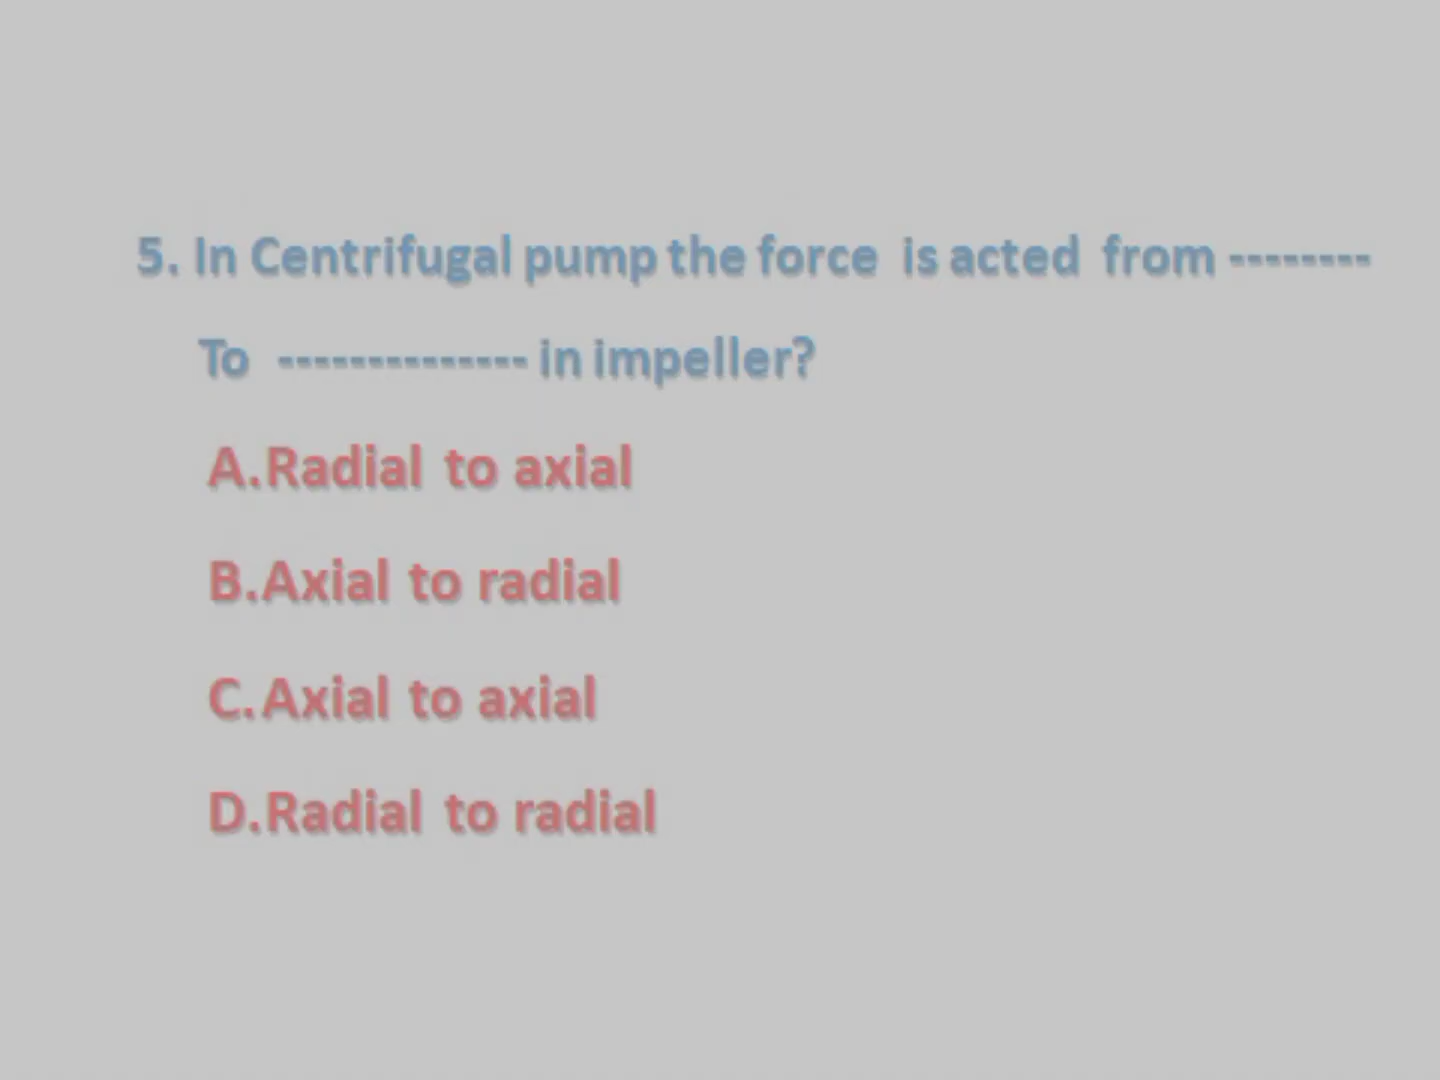 5. In Centrifugal pump the force is acted from --------
To -------------- in impeller?
A.Radial to axial
B.Axial to radial
C.Axial to axial
D.Radial to radial